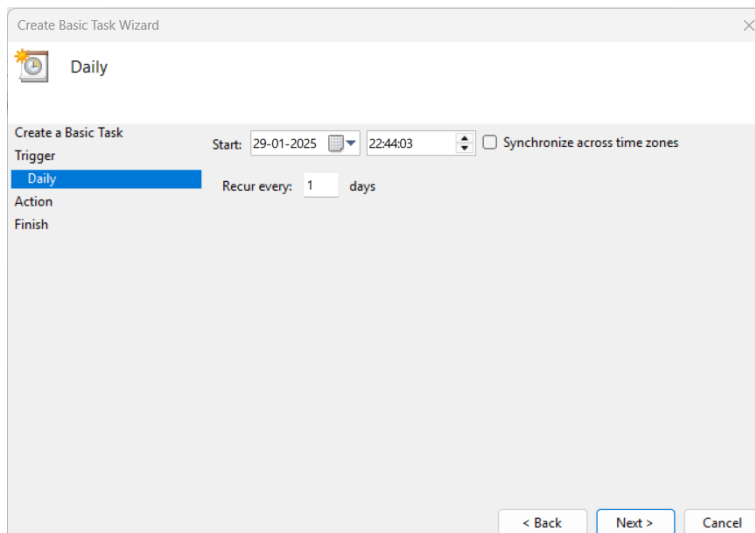 Create Basic Task Wizard
Daily
Create a Basic Task
Trigger
Daily
Action
Finish
Start: 29-01-2025 22:44:03 Synchronize across time zones
Recur every: 1 days
< Back Next > Cancel